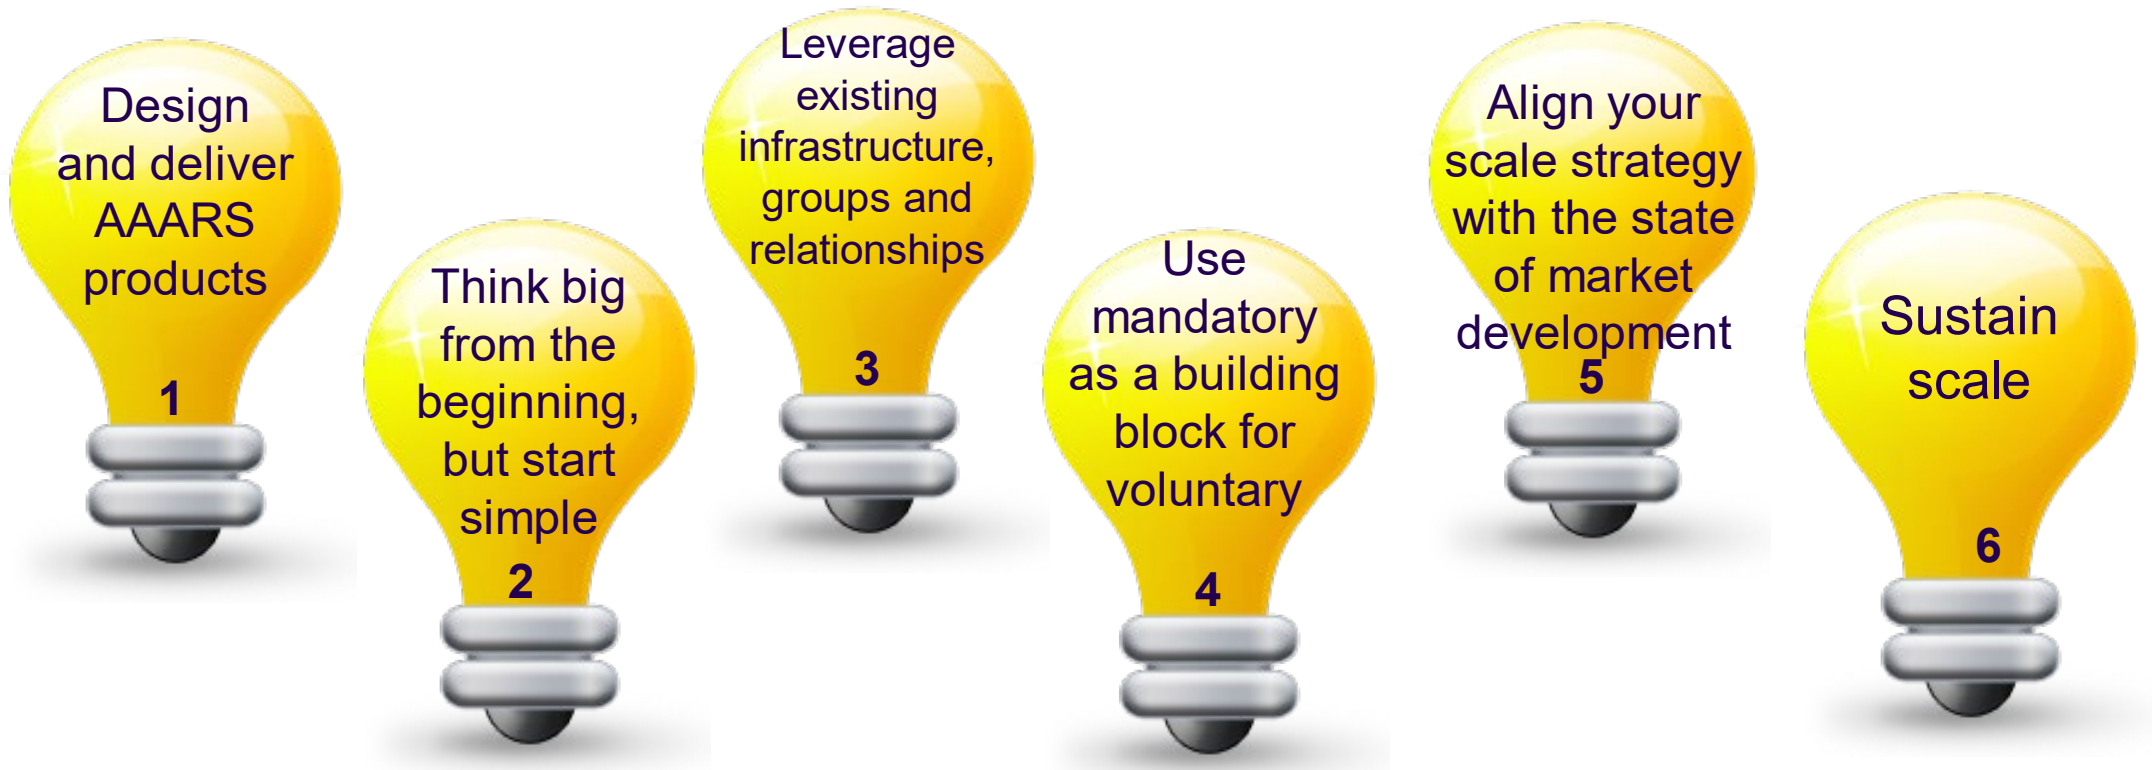 Design
and deliver
AAARS
products
1
Think big
from the
beginning,
but start
simple
2
Leverage
existing
infrastructure,
groups and
relationships
3
Use
mandatory
as a building
block for
voluntary
4
Align your
scale strategy
with the state
of market
development
5
Sustain
scale
6